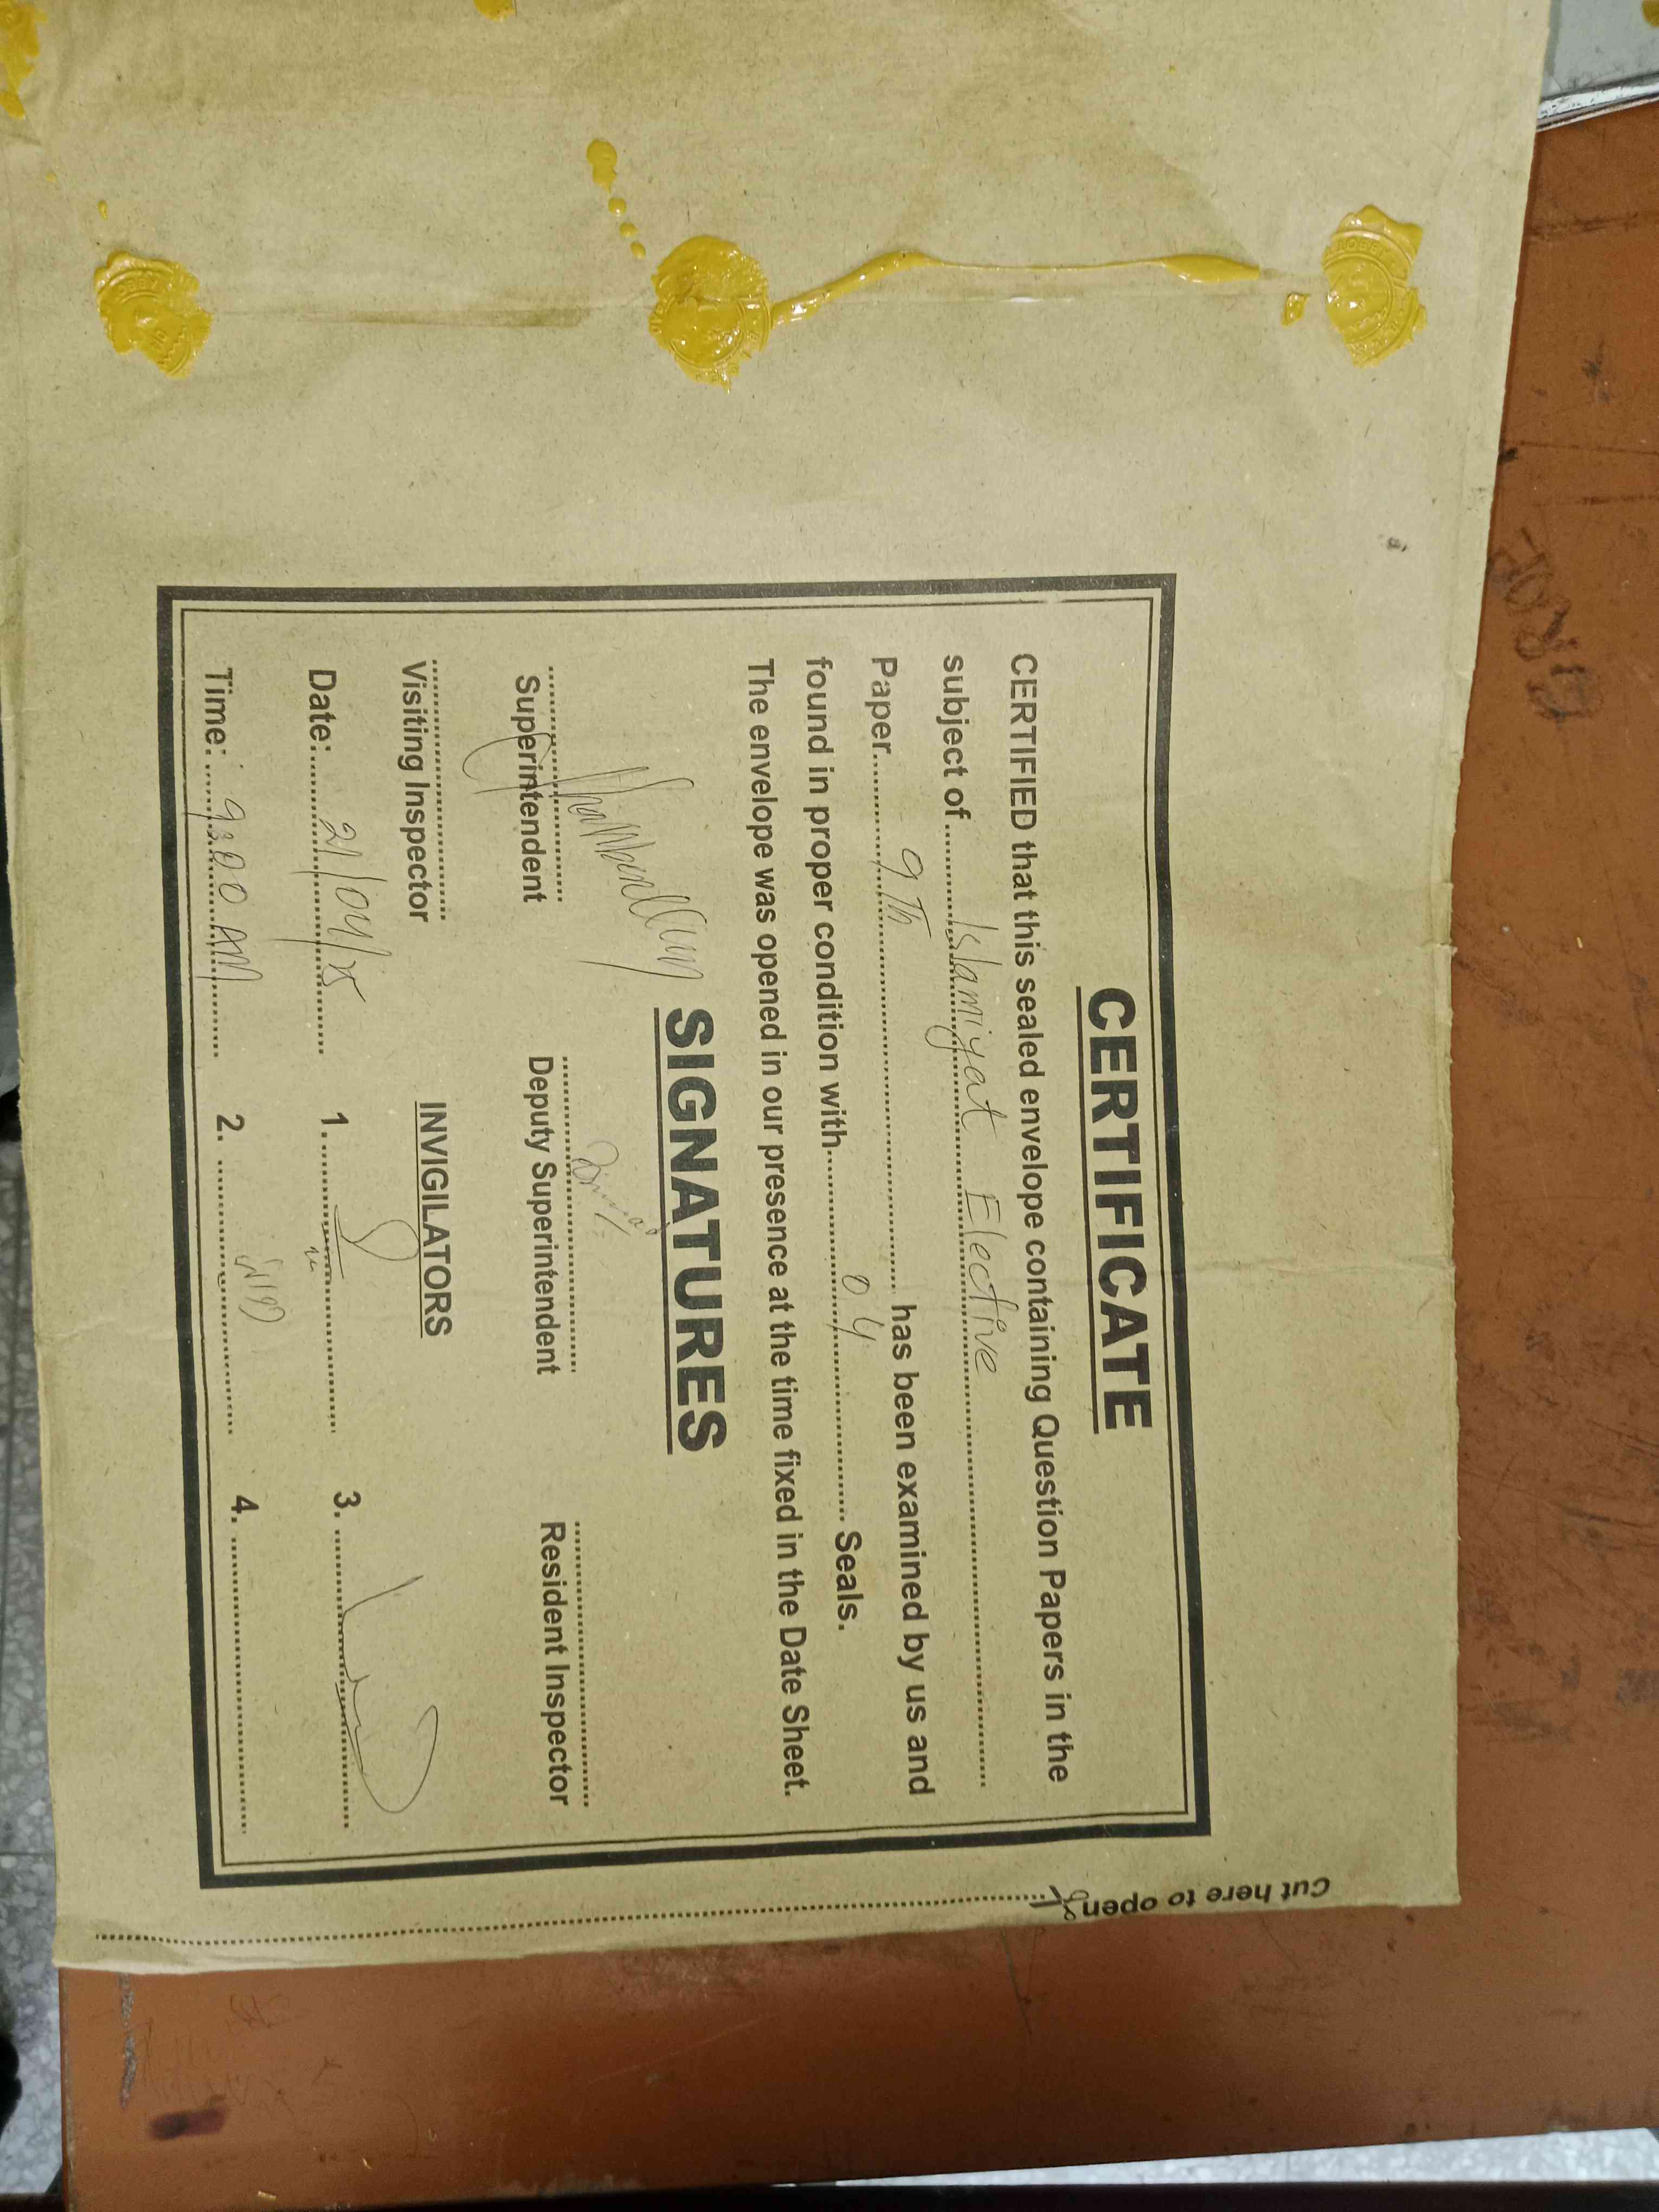 CERTIFICATE
CERTIFIED that this sealed envelope containing Question Papers in the
subject of Islamiyat Elective
Paper 9Th has been examined by us and
found in proper condition with 04 Seals.
The envelope was opened in our presence at the time fixed in the Date Sheet.
SIGNATURES
Superintendent Deputy Superintendent Resident Inspector
Visiting Inspector INVIGILATORS
Date: 21/04/25 1. 3.
Time: 9:00 AM 2. 4.
Cut here to open